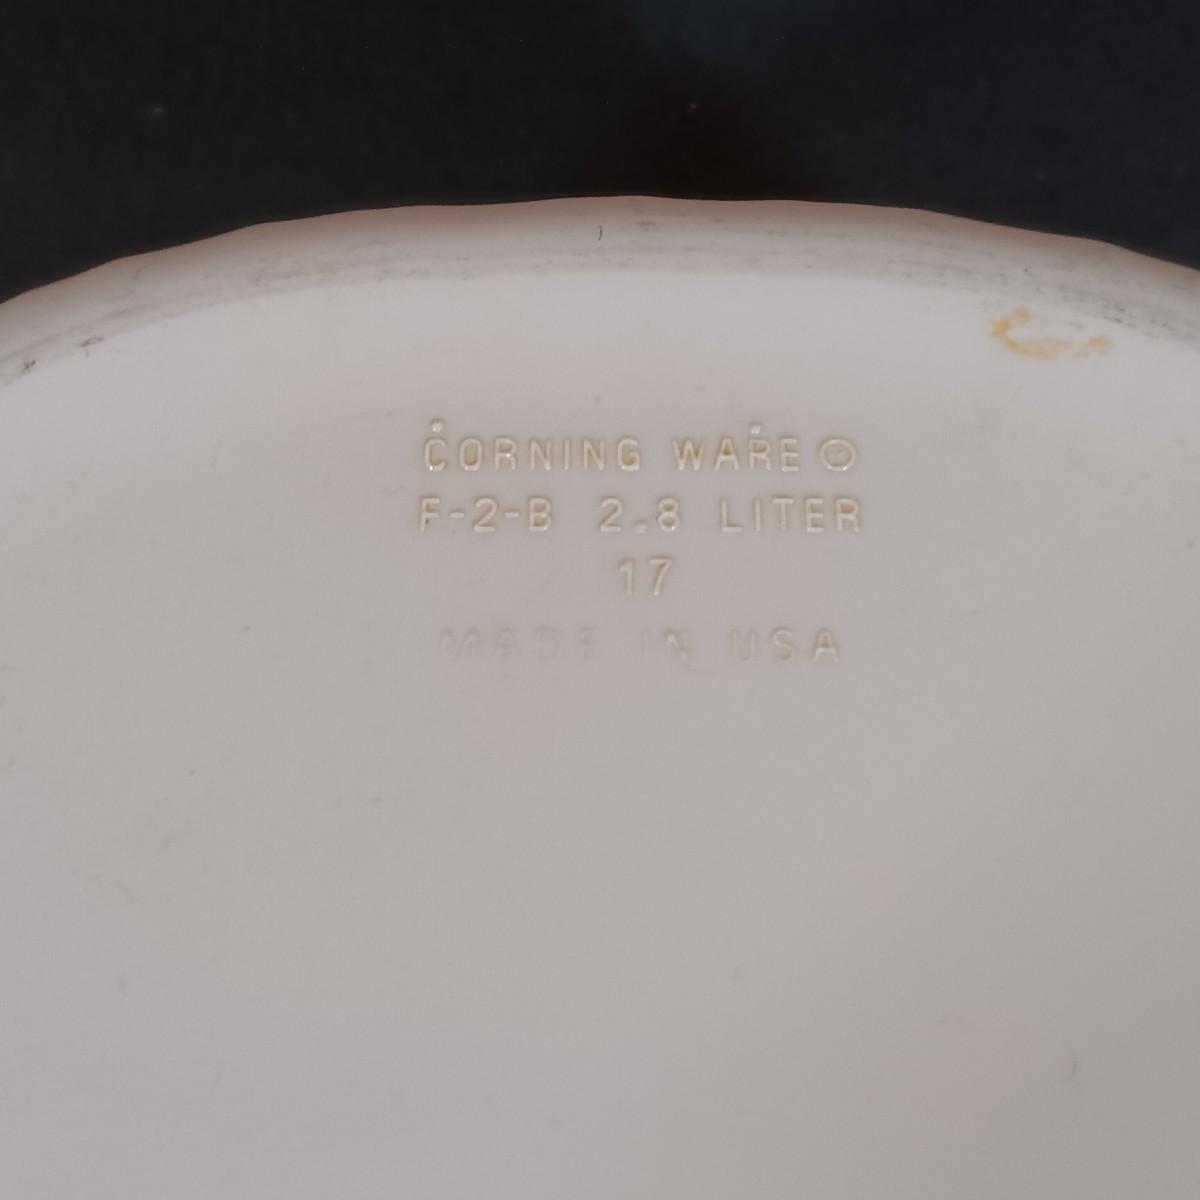 CORNING WARE ®
F-2-B 2.8 LITER
17
MADE IN USA